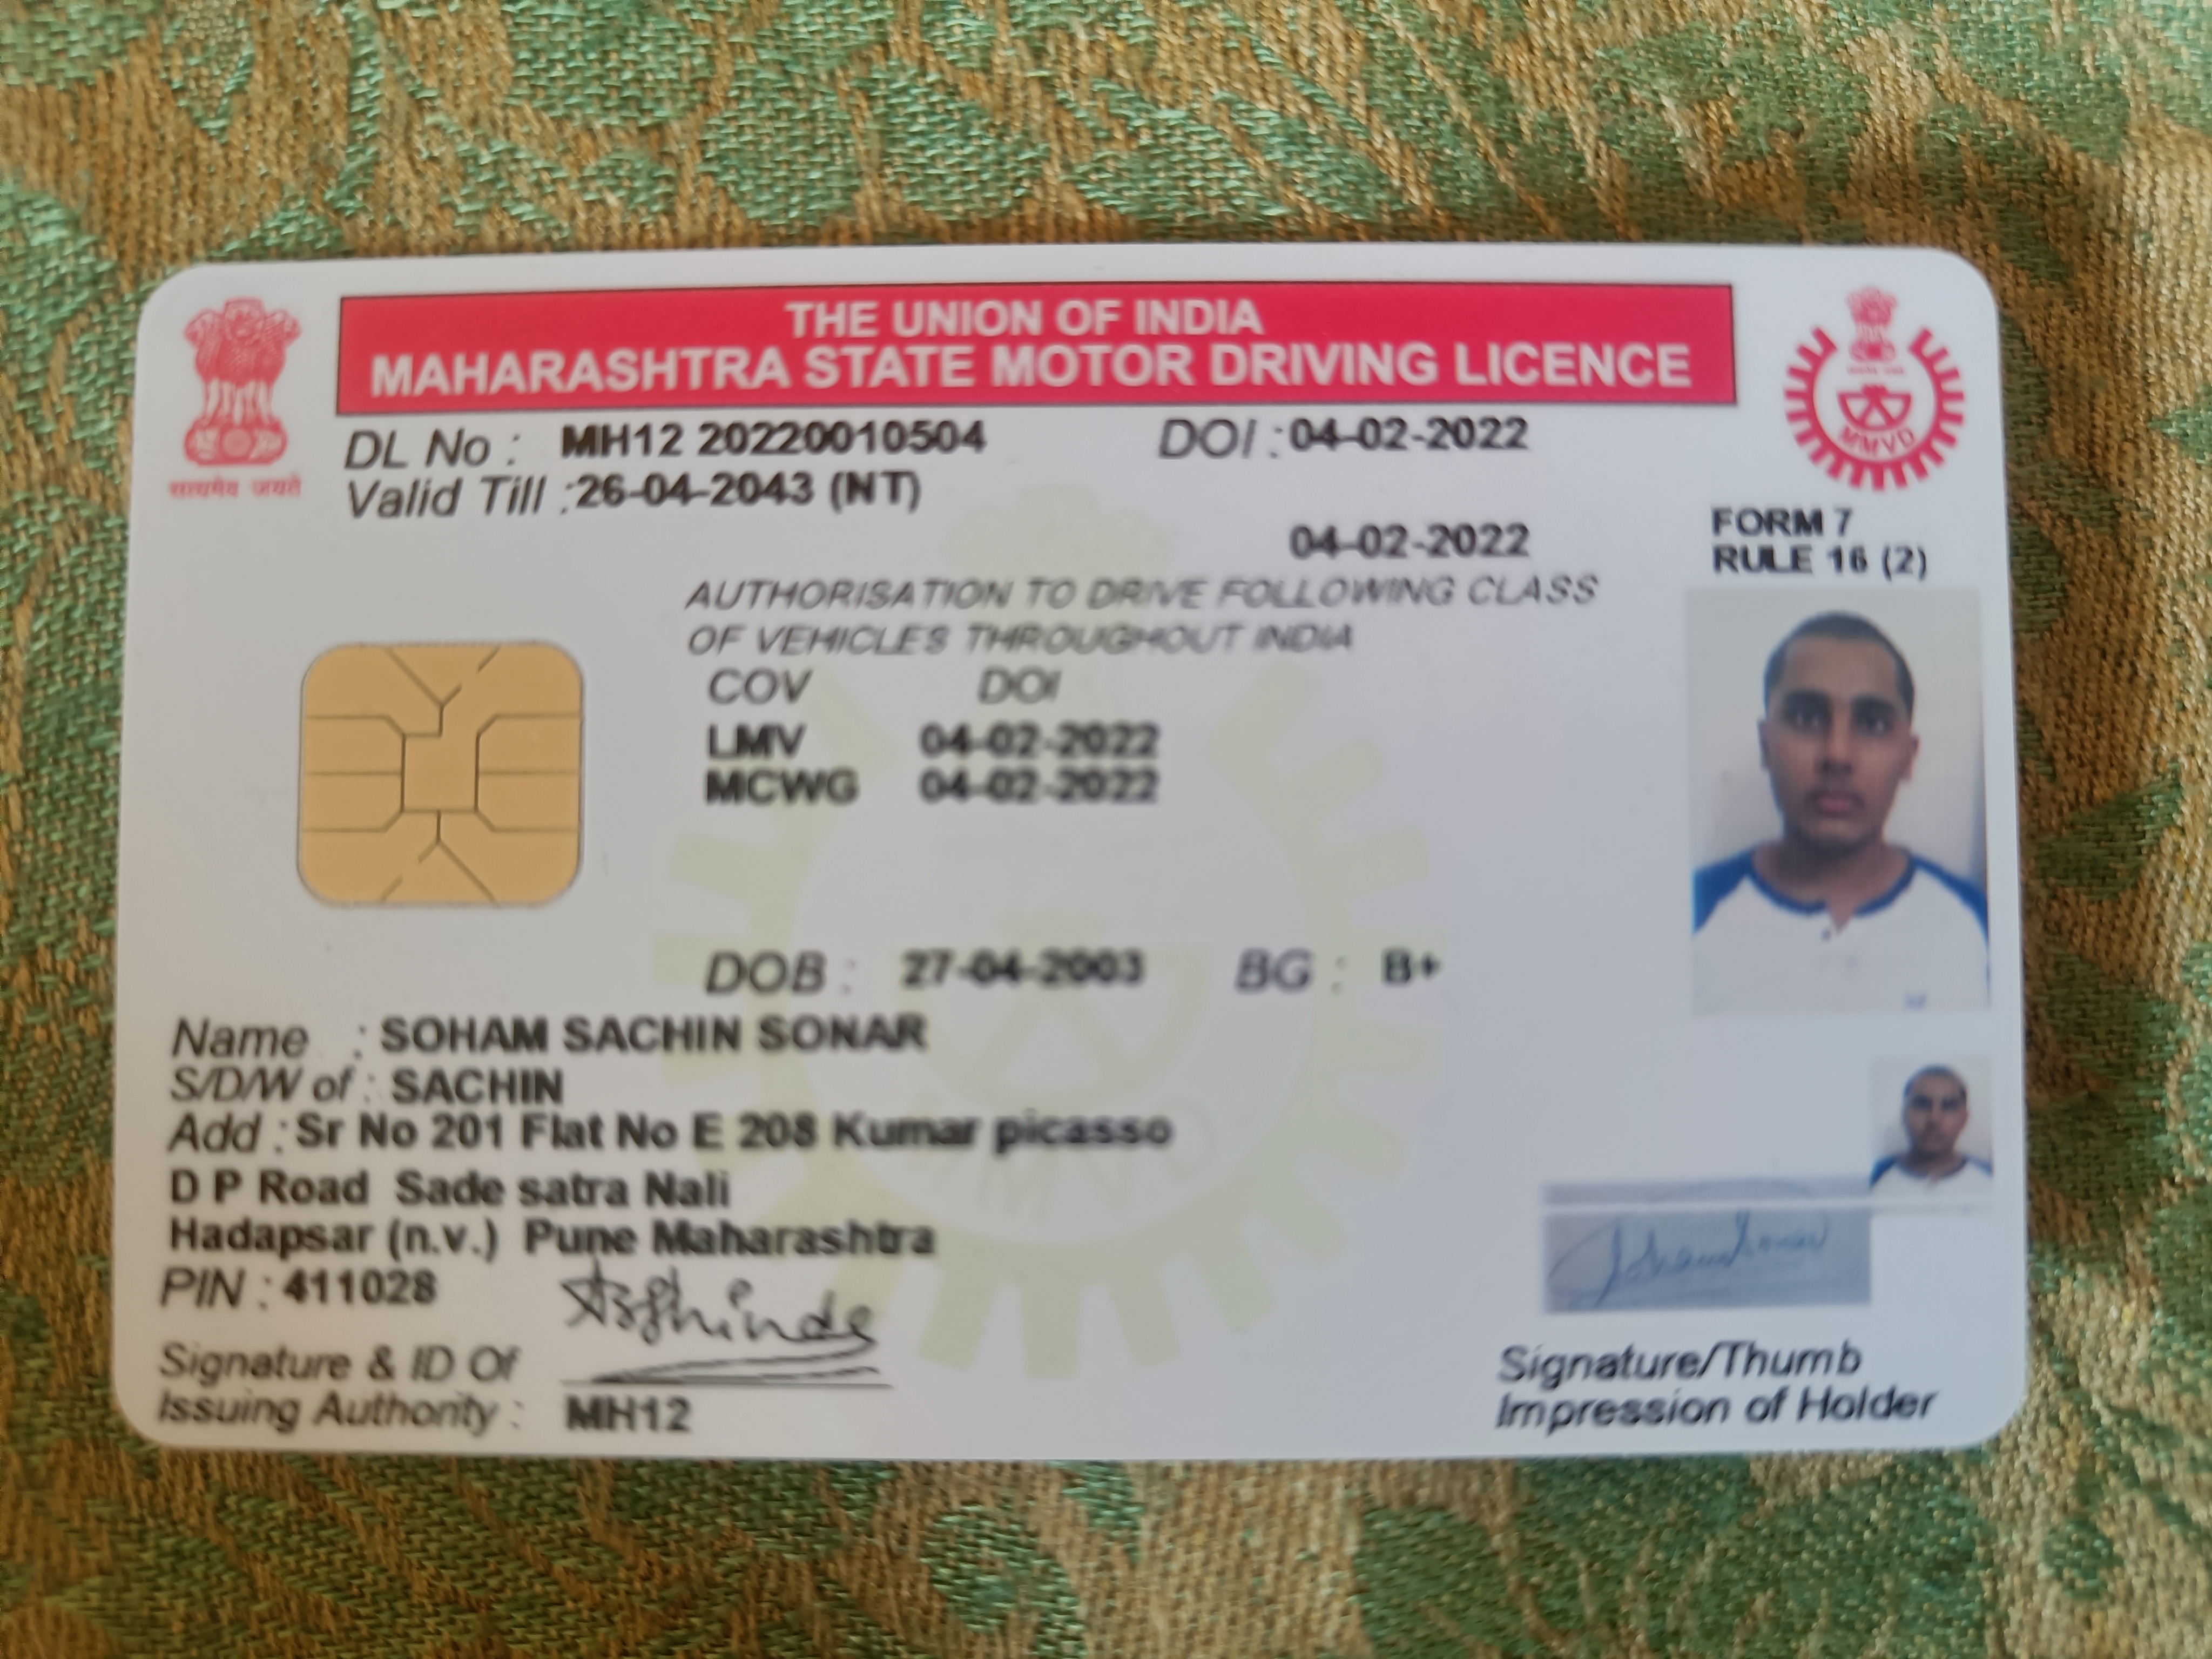 THE UNION OF INDIA
MAHARASHTRA STATE MOTOR DRIVING LICENCE
सत्यमेव जयते
MMVD
DL No : MH12 20220010504 DOI : 04-02-2022
Valid Till : 26-04-2043 (NT)
04-02-2022
FORM 7
RULE 16 (2)
AUTHORISATION TO DRIVE FOLLOWING CLASS
OF VEHICLES THROUGHOUT INDIA
COV DOI
LMV 04-02-2022
MCWG 04-02-2022
DOB : 27-04-2003 BG : B+
Name : SOHAM SACHIN SONAR
S/D/W of : SACHIN
Add : Sr No 201 Flat No E 208 Kumar picasso
D P Road Sade satra Nali
Hadapsar (n.v.) Pune Maharashtra
PIN : 411028
Signature & ID Of
Issuing Authority : MH12
Signature/Thumb
Impression of Holder